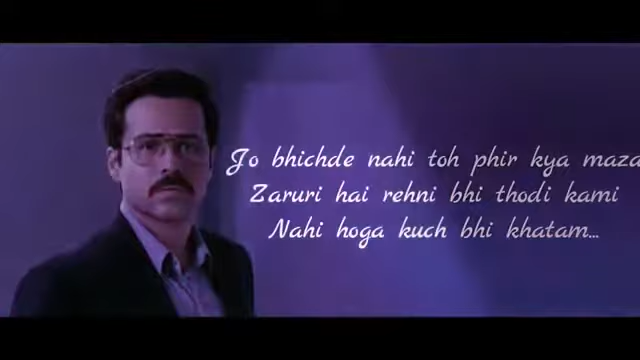 Jo bhichde nahi toh phir kya maza
Zaruri hai rehni bhi thodi kami
Nahi hoga kuch bhi khatam...